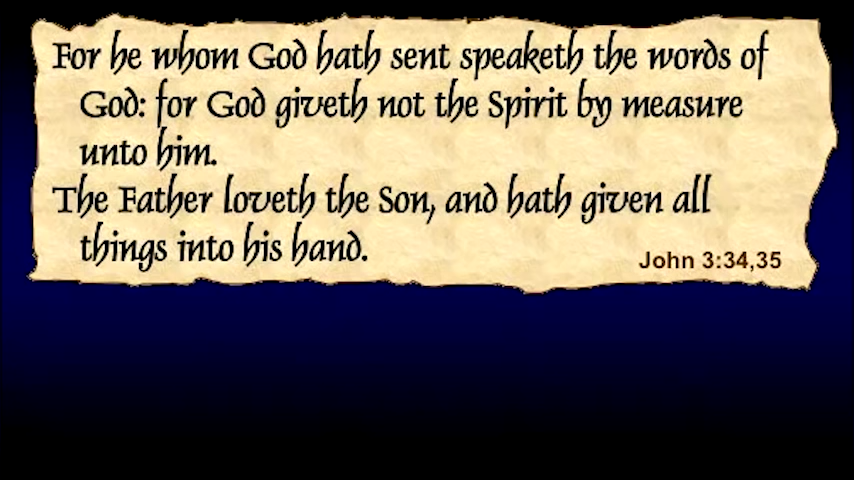 For he whom God hath sent speaketh the words of
God: for God giveth not the Spirit by measure
unto him.
The Father loveth the Son, and hath given all
things into his hand.
John 3:34,35